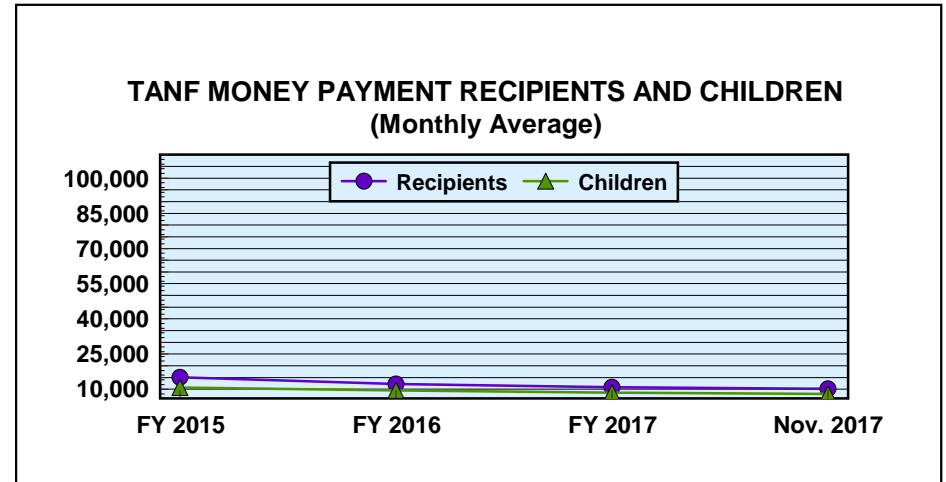 TANF MONEY PAYMENT RECIPIENTS AND CHILDREN
(Monthly Average)
Recipients Children
100,000
85,000
70,000
55,000
40,000
25,000
10,000
FY 2015 FY 2016 FY 2017 Nov. 2017